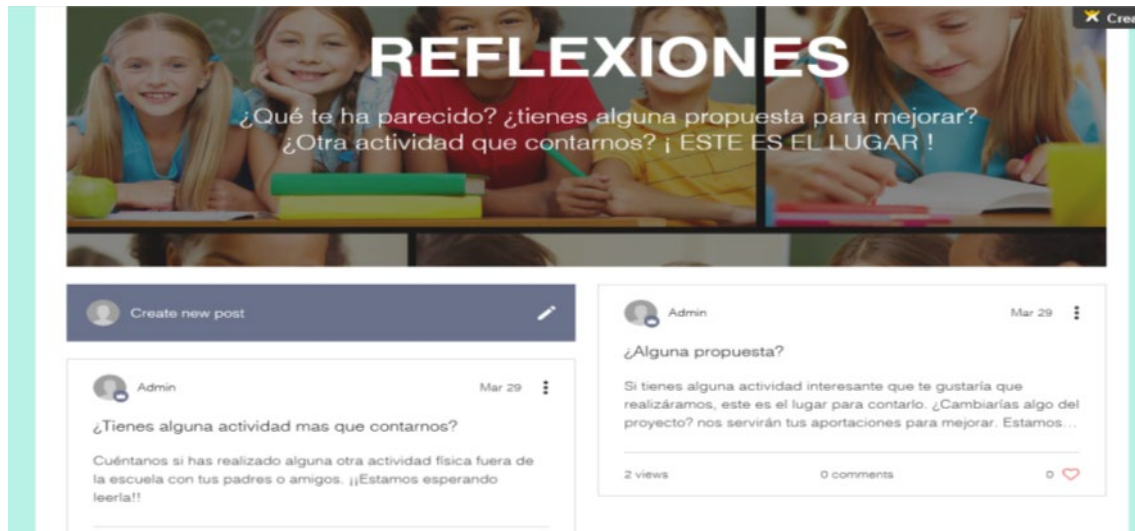 Crea
REFLEXIONES
¿Qué te ha parecido? ¿tienes alguna propuesta para mejorar?
¿Otra actividad que contarnos? ¡ ESTE ES EL LUGAR !
Create new post
Admin
Mar 29
¿Tienes alguna actividad mas que contarnos?
Cuéntanos si has realizado alguna otra actividad física fuera de
la escuela con tus padres o amigos. ¡¡Estamos esperando
leerla!!
Admin
Mar 29
¿Alguna propuesta?
Si tienes alguna actividad interesante que te gustaría que
realizáramos, este es el lugar para contarlo. ¿Cambiarías algo del
proyecto? nos servirán tus aportaciones para mejorar. Estamos...
2 views
0 comments
0